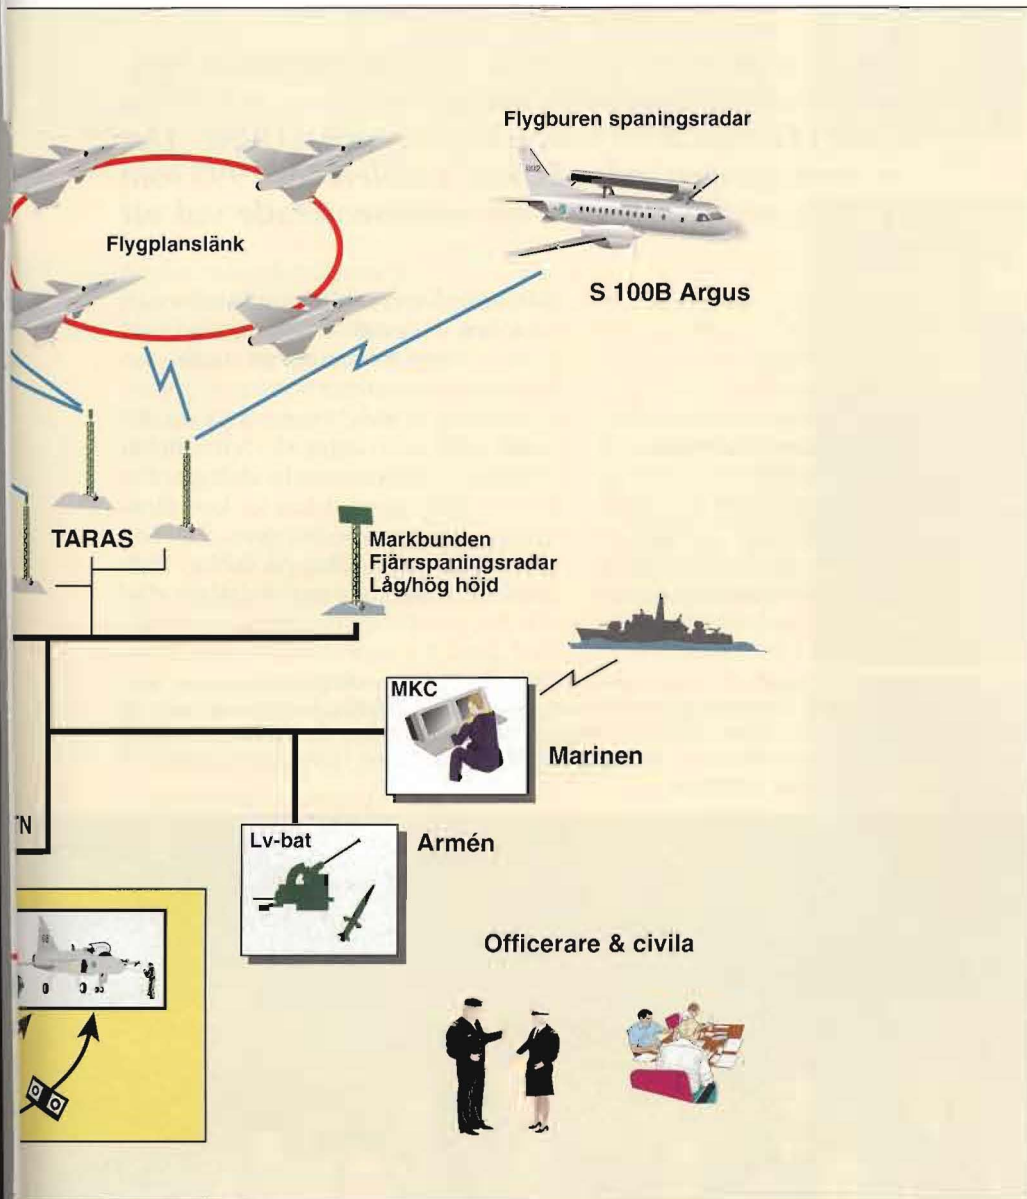 Flygburen spaningsradar
Flygplanslänk
S 100B Argus
TARAS
Markbunden
Fjärrspaningsradar
Låg/hög höjd
MKC
Marinen
Lv-bat
Armén
Officerare & civila